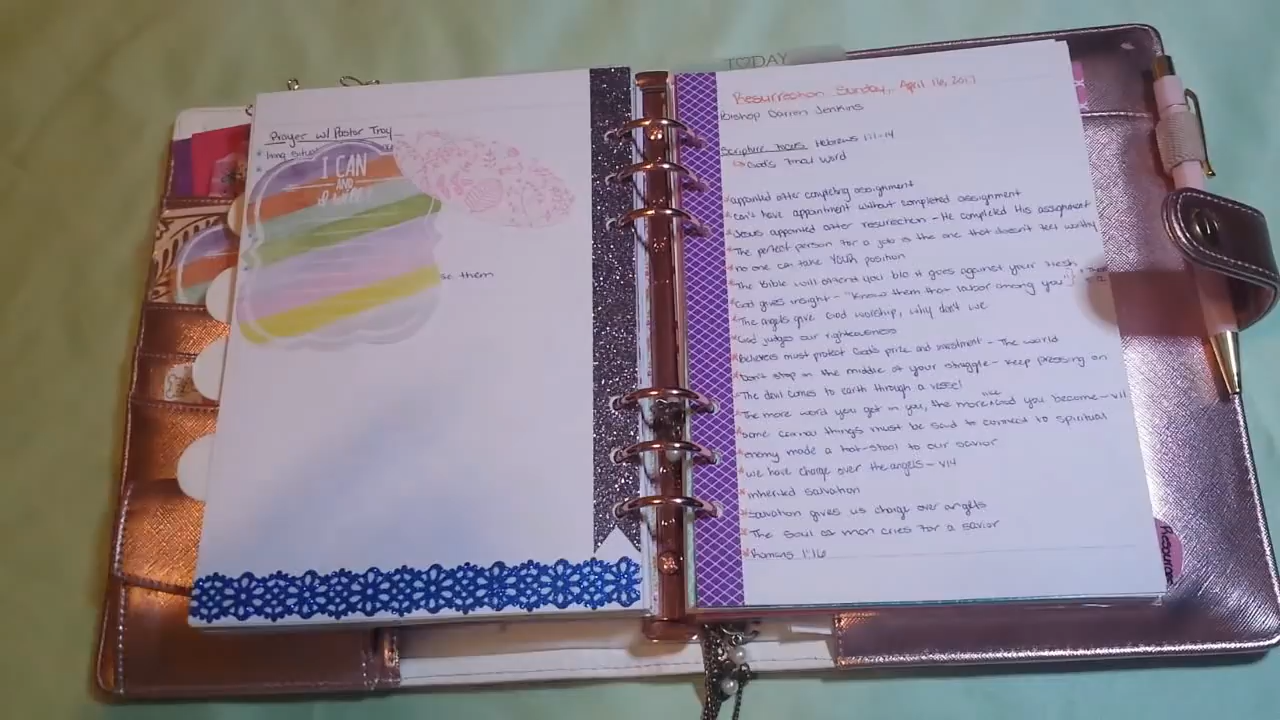 Prayer w/ Pastor Troy
I CAN
AND
I will
se them
TODAY
Resurrection Sunday, April 16, 2017
Bishop Darren Jenkins
Scripture Focus Hebrews 1:1-14
God's Final Word
* appointed after completing assignment
* can't have appointment without completed assignment
* Jesus appointed after resurection - He completed His assignment
* The perfect person for a job is the one that doesn't feel worthy
* no one can take YOUR position
* The Bible will offend you b/c it goes against your flesh
* God gives insight - "Know them that labor among you"
* The angels give God worship, why don't we
* God judges our righteousness
* Believers must protect God's prize and investment - The world
* Don't stop in the middle of your struggle - Keep pressing on
* The devil comes to earth through a vessel
* The more word you get in you, the more like God you become - v11
* Some carnal things must be said to connect to spiritual
* enemy made a foot-stool to our savior
* we have charge over the angels - v14
* inherited salvation
* Salvation gives us charge over angels
* The soul of man cries for a savior
* Romans 1:16